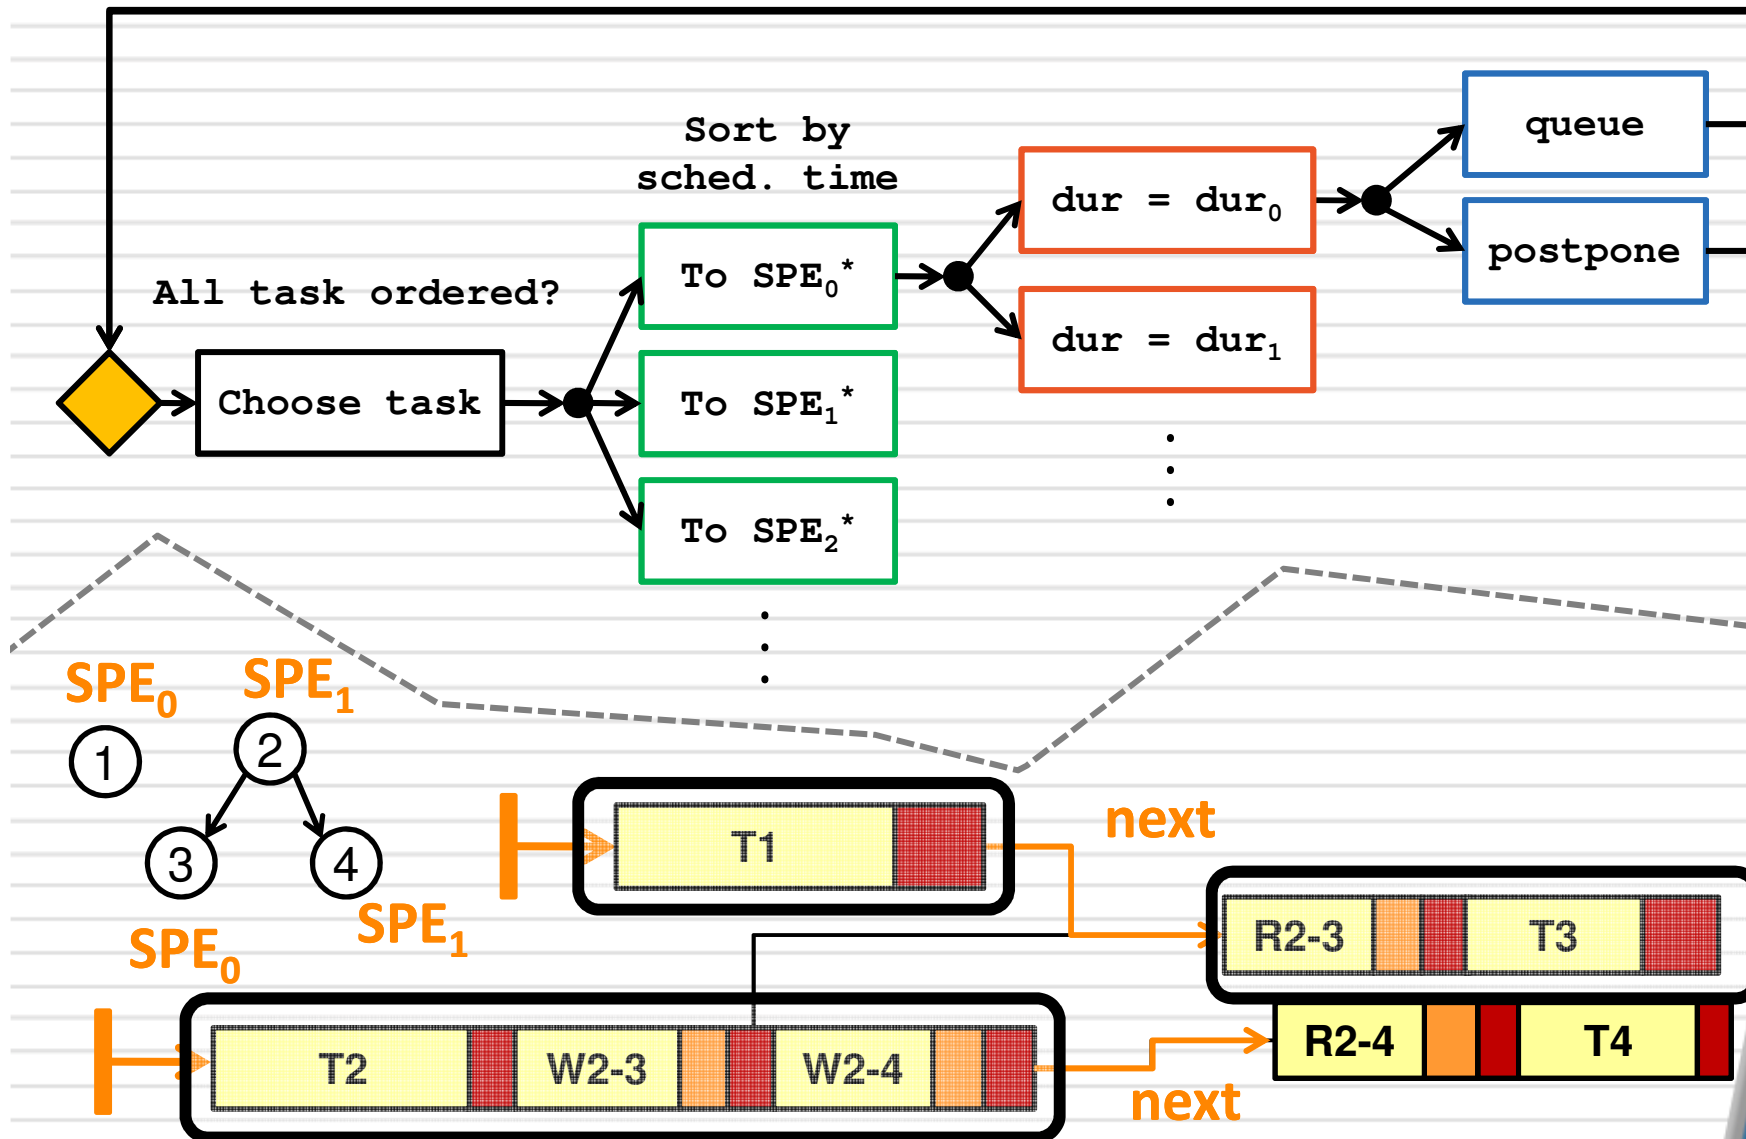 Sort by
sched. time
queue
dur = dur₀
postpone
All task ordered?
To SPE₀*
dur = dur₁
Choose task
To SPE₁*
To SPE₂*
SPE₀
SPE₁
1
2
3
4
SPE₀
SPE₁
T1
next
R2-3
T3
T2
W2-3
W2-4
R2-4
T4
next